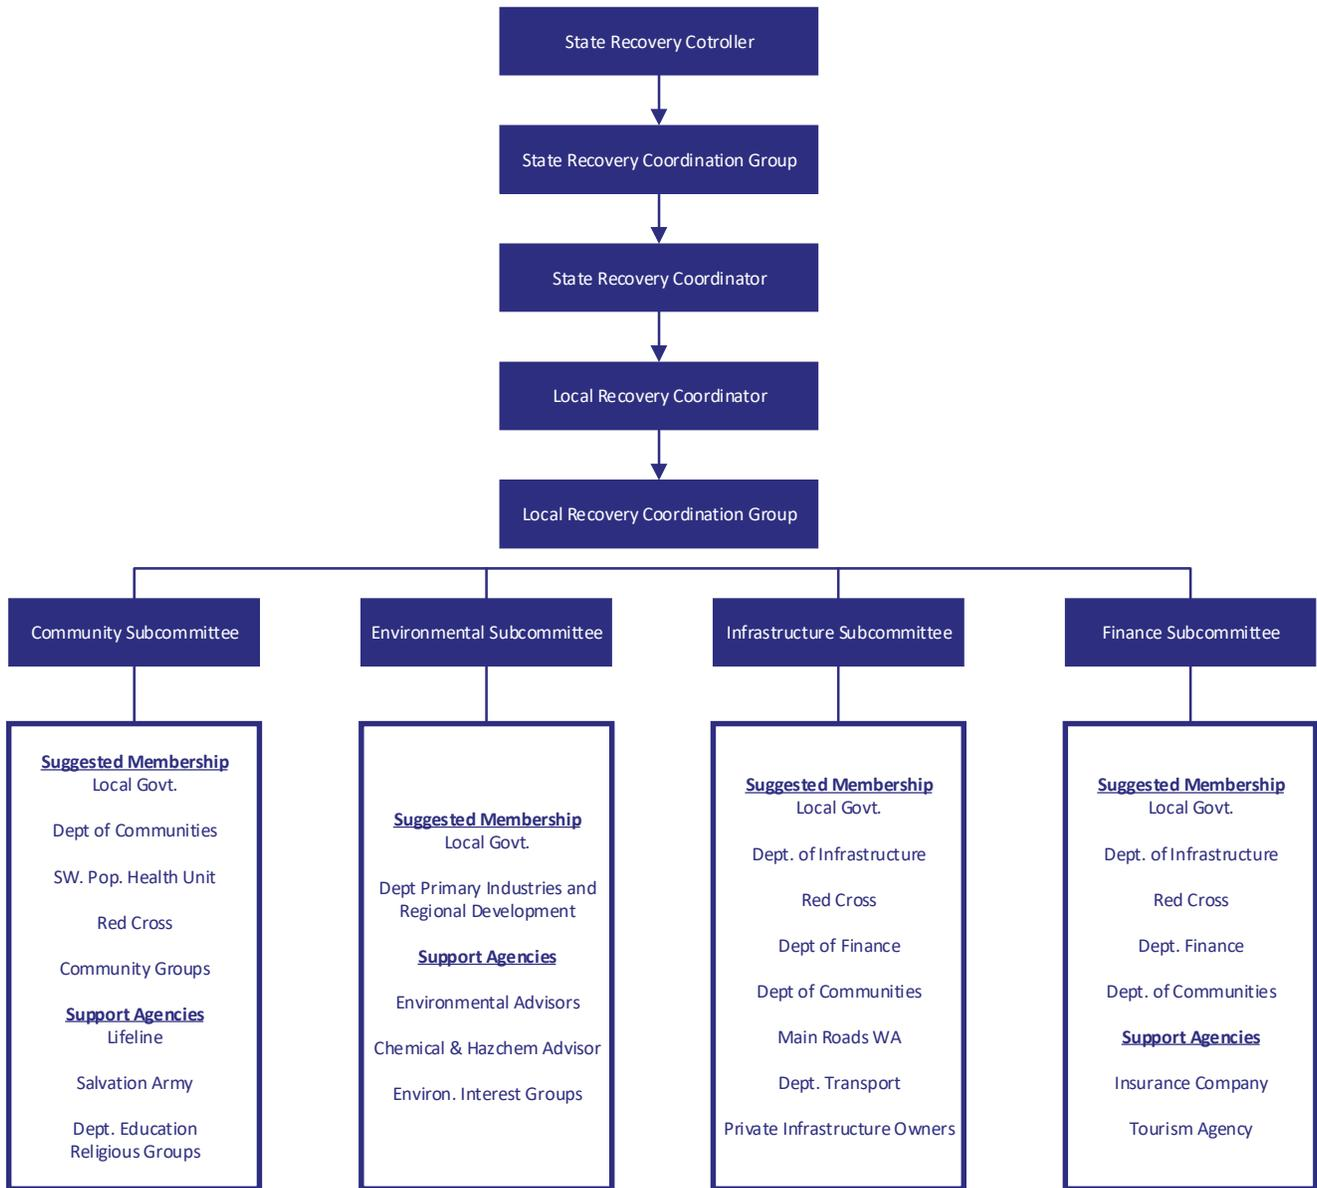 State Recovery Cotroller
State Recovery Coordination Group
State Recovery Coordinator
Local Recovery Coordinator
Local Recovery Coordination Group
Community Subcommittee
Environmental Subcommittee
Infrastructure Subcommittee
Finance Subcommittee
Suggested Membership
Local Govt.
Dept of Communities
SW. Pop. Health Unit
Red Cross
Community Groups
Support Agencies
Lifeline
Salvation Army
Dept. Education
Religious Groups
Suggested Membership
Local Govt.
Dept Primary Industries and
Regional Development
Support Agencies
Environmental Advisors
Chemical & Hazchem Advisor
Environ. Interest Groups
Suggested Membership
Local Govt.
Dept. of Infrastructure
Red Cross
Dept of Finance
Dept of Communities
Main Roads WA
Dept. Transport
Private Infrastructure Owners
Suggested Membership
Local Govt.
Dept. of Infrastructure
Red Cross
Dept. Finance
Dept. of Communities
Support Agencies
Insurance Company
Tourism Agency